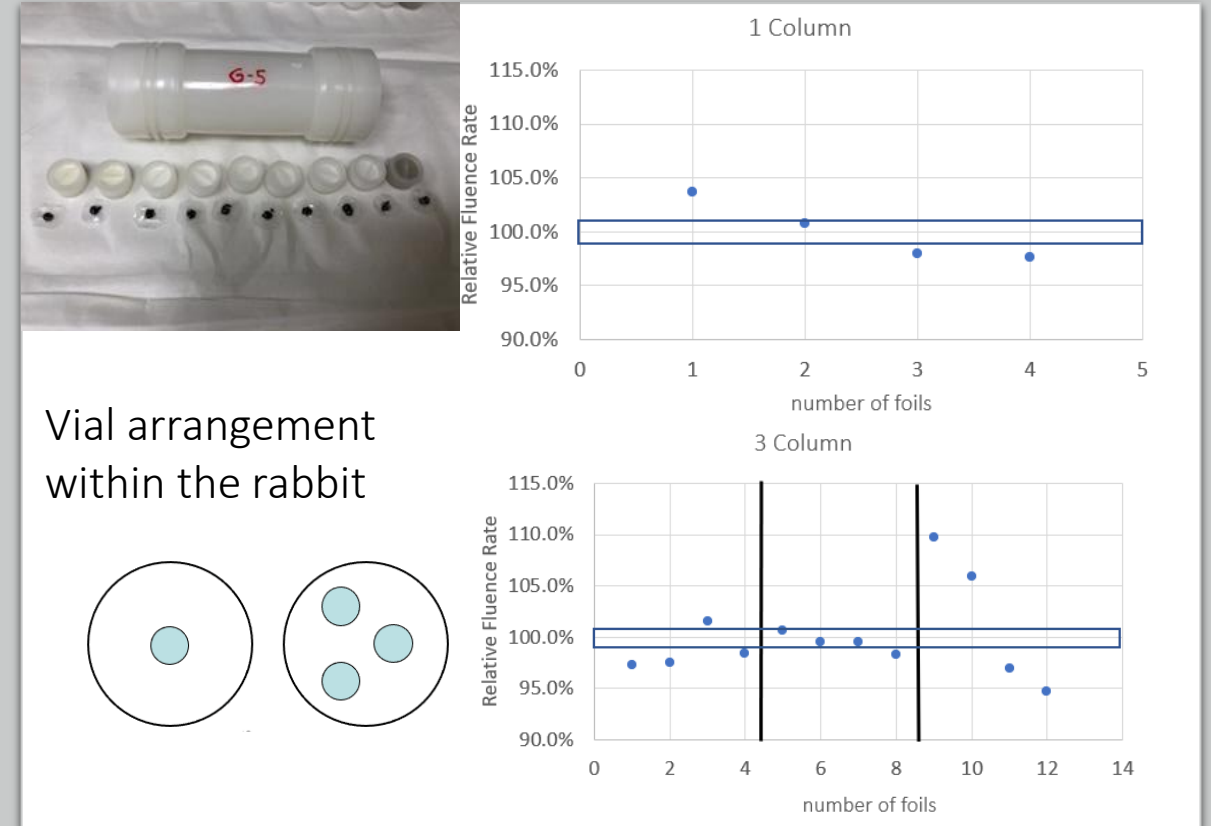 G-5
Vial arrangement
within the rabbit
1 Column
Relative Fluence Rate
115.0%
110.0%
105.0%
100.0%
95.0%
90.0%
0 1 2 3 4 5
number of foils
3 Column
Relative Fluence Rate
115.0%
110.0%
105.0%
100.0%
95.0%
90.0%
0 2 4 6 8 10 12 14
number of foils